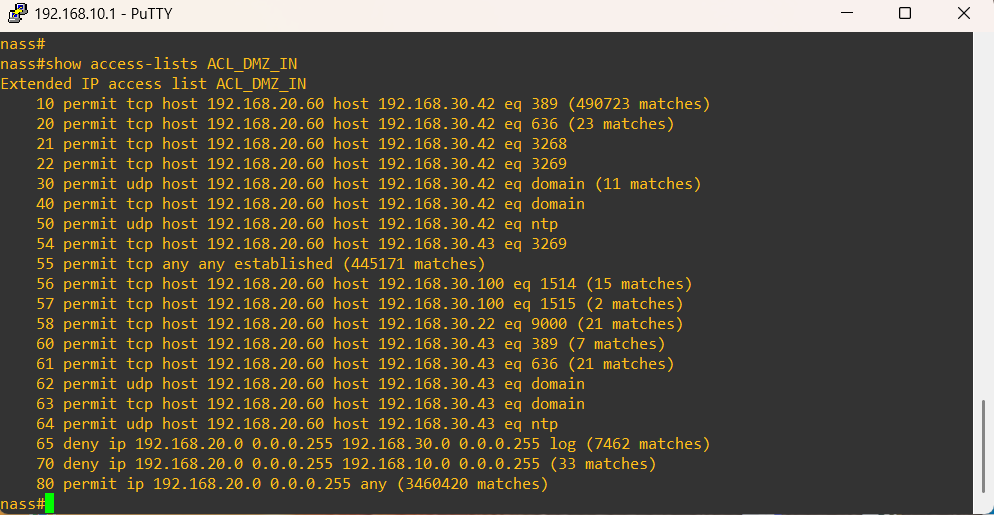 192.168.10.1 - PuTTY
nass#
nass#show access-lists ACL_DMZ_IN
Extended IP access list ACL_DMZ_IN
    10 permit tcp host 192.168.20.60 host 192.168.30.42 eq 389 (490723 matches)
    20 permit tcp host 192.168.20.60 host 192.168.30.42 eq 636 (23 matches)
    21 permit tcp host 192.168.20.60 host 192.168.30.42 eq 3268
    22 permit tcp host 192.168.20.60 host 192.168.30.42 eq 3269
    30 permit udp host 192.168.20.60 host 192.168.30.42 eq domain (11 matches)
    40 permit tcp host 192.168.20.60 host 192.168.30.42 eq domain
    50 permit udp host 192.168.20.60 host 192.168.30.42 eq ntp
    54 permit tcp host 192.168.20.60 host 192.168.30.43 eq 3269
    55 permit tcp any any established (445171 matches)
    56 permit tcp host 192.168.20.60 host 192.168.30.100 eq 1514 (15 matches)
    57 permit tcp host 192.168.20.60 host 192.168.30.100 eq 1515 (2 matches)
    58 permit tcp host 192.168.20.60 host 192.168.30.22 eq 9000 (21 matches)
    60 permit tcp host 192.168.20.60 host 192.168.30.43 eq 389 (7 matches)
    61 permit tcp host 192.168.20.60 host 192.168.30.43 eq 636 (21 matches)
    62 permit udp host 192.168.20.60 host 192.168.30.43 eq domain
    63 permit tcp host 192.168.20.60 host 192.168.30.43 eq domain
    64 permit udp host 192.168.20.60 host 192.168.30.43 eq ntp
    65 deny ip 192.168.20.0 0.0.0.255 192.168.30.0 0.0.0.255 log (7462 matches)
    70 deny ip 192.168.20.0 0.0.0.255 192.168.10.0 0.0.0.255 (33 matches)
    80 permit ip 192.168.20.0 0.0.0.255 any (3460420 matches)
nass#